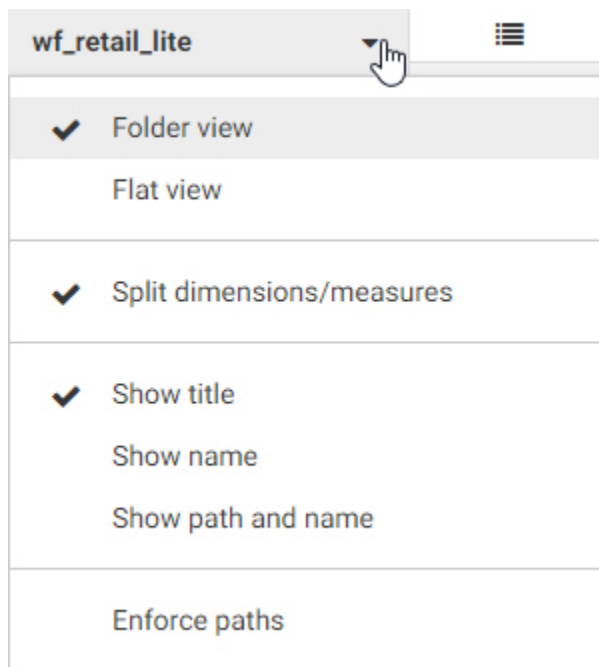 wf_retail_lite
Folder view
Flat view
Split dimensions/measures
Show title
Show name
Show path and name
Enforce paths